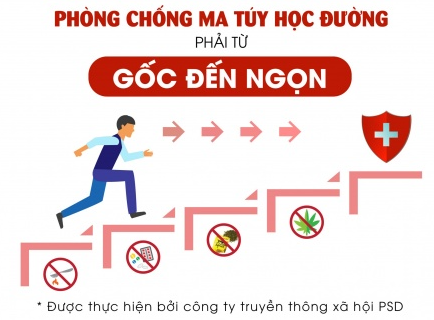 PHÒNG CHỐNG MA TÚY HỌC ĐƯỜNG
PHẢI TỪ
GỐC ĐẾN NGỌN
* Được thực hiện bởi công ty truyền thông xã hội PSD